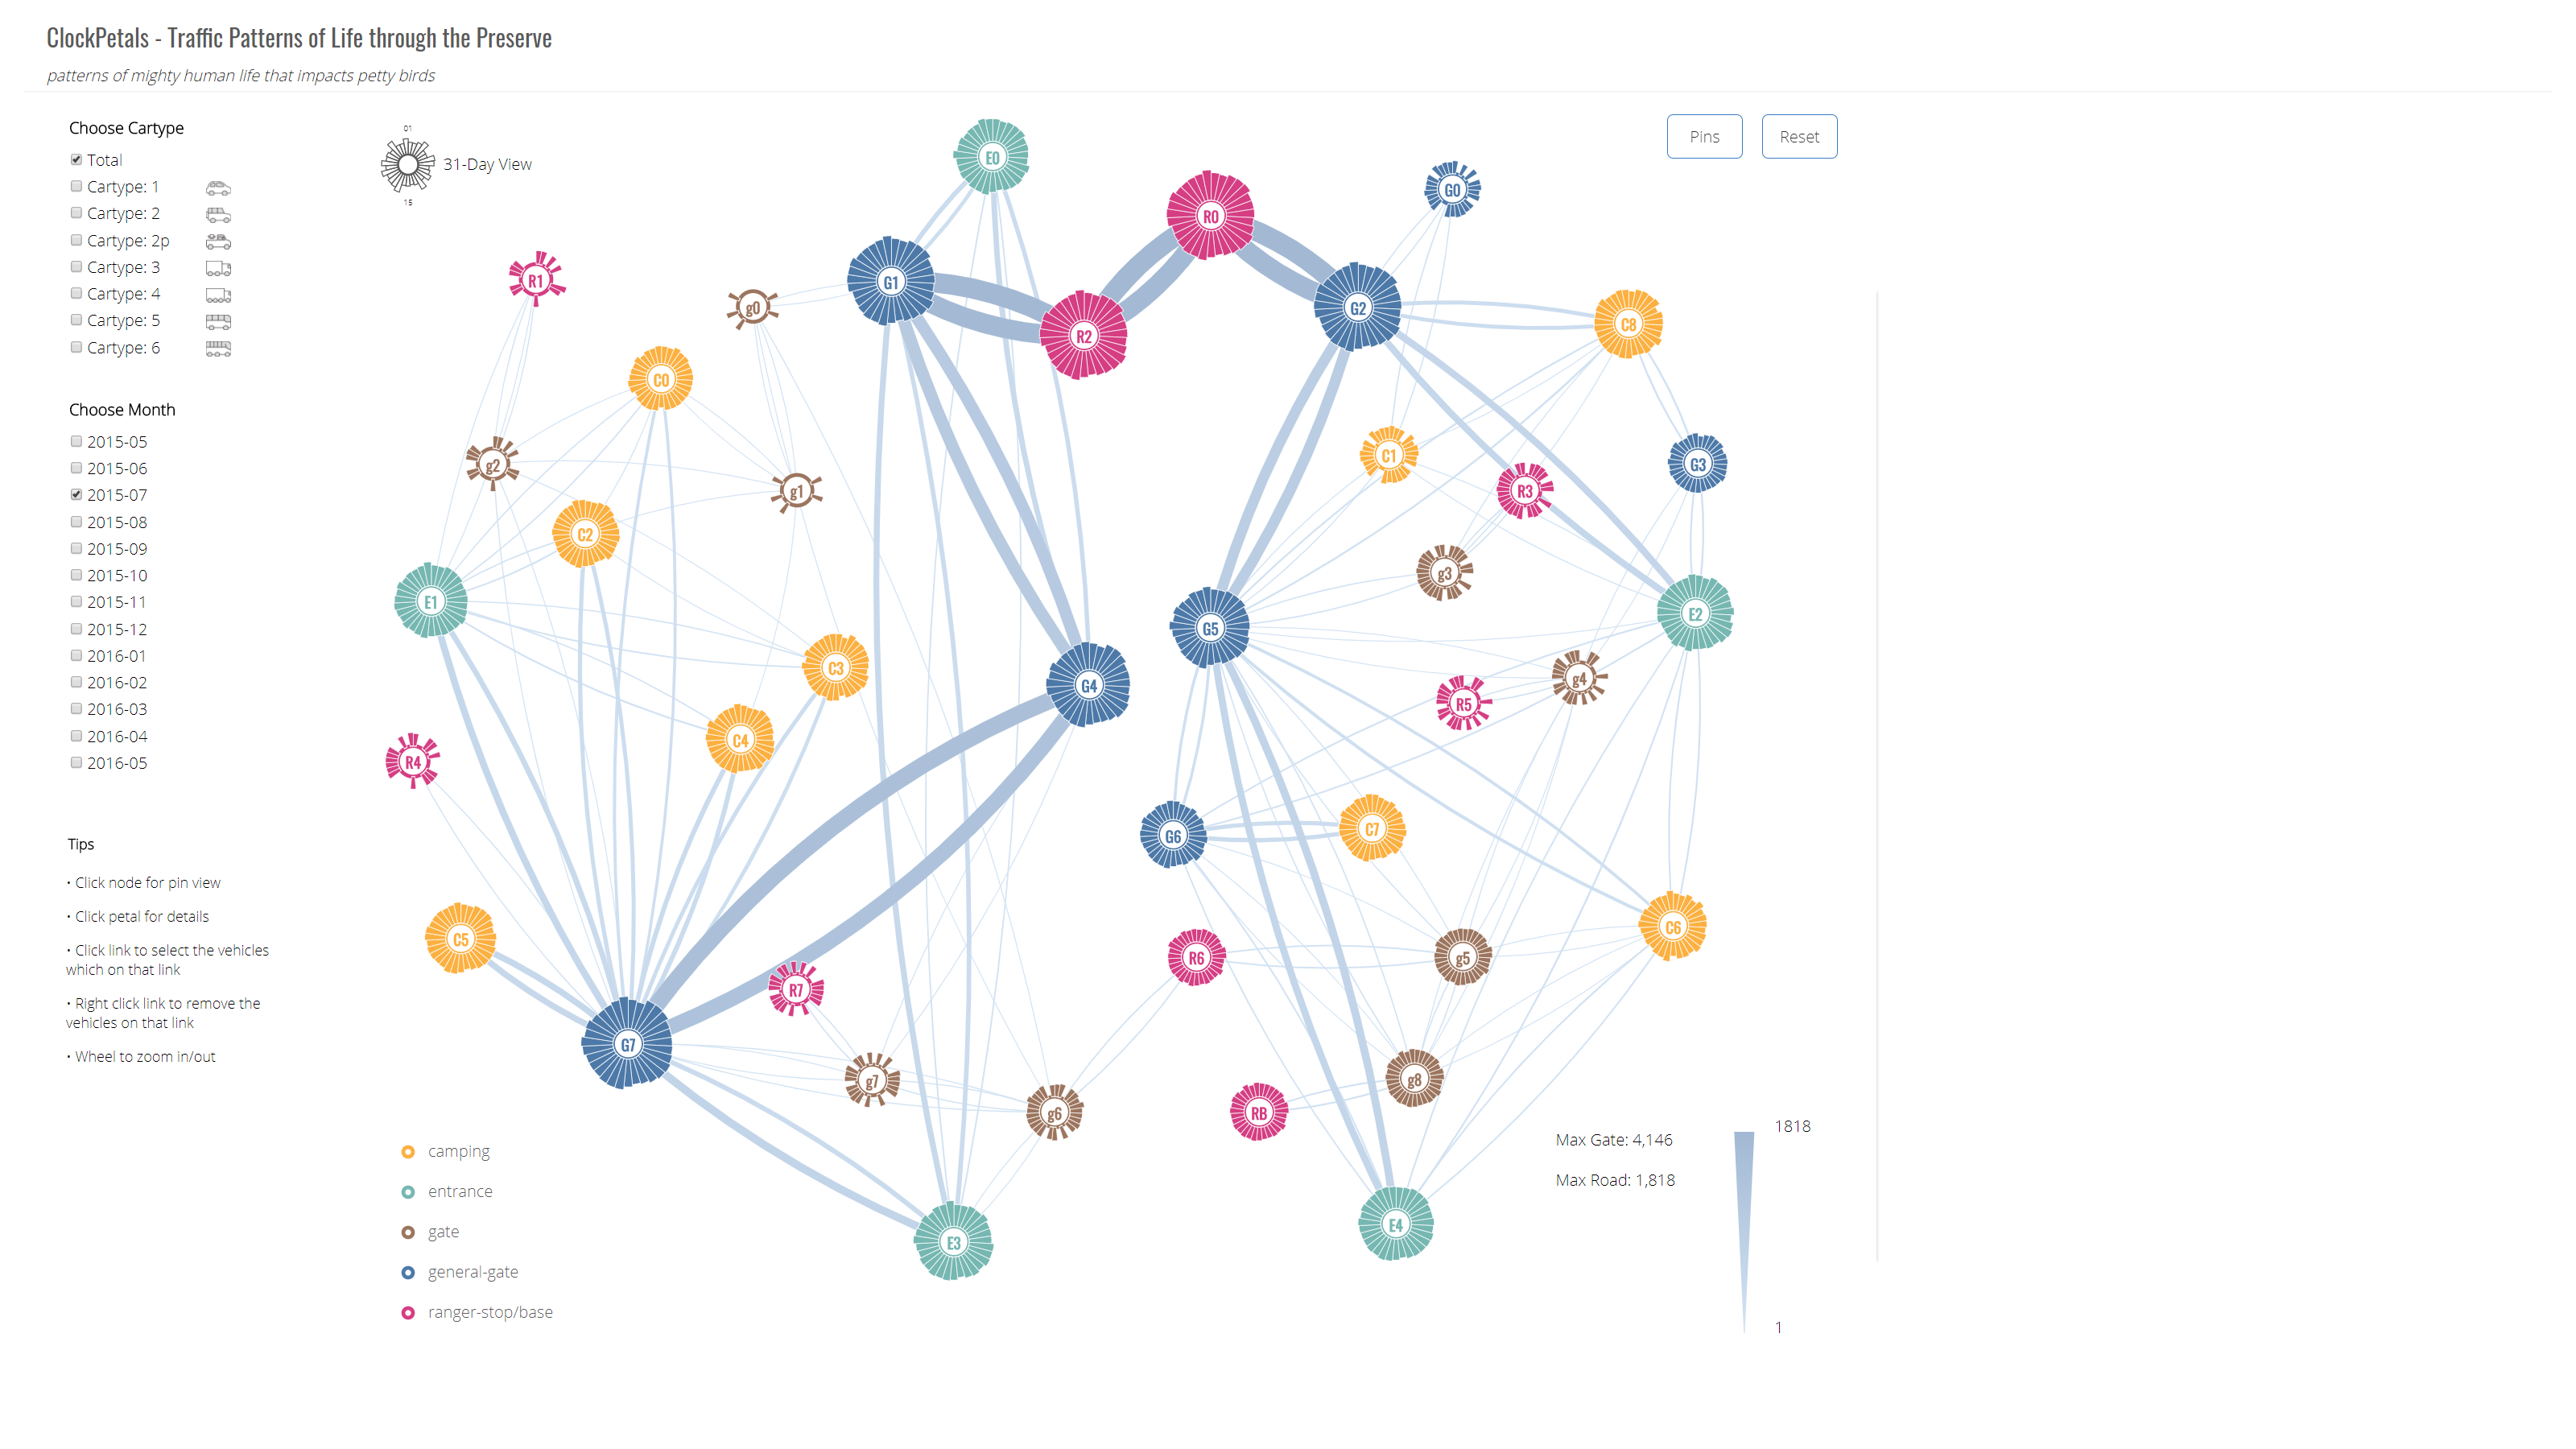 ClockPetals - Traffic Patterns of Life through the Preserve
patterns of mighty human life that impacts petty birds
Choose Cartype
Total
Cartype: 1
Cartype: 2
Cartype: 2p
Cartype: 3
Cartype: 4
Cartype: 5
Cartype: 6
Choose Month
2015-05
2015-06
2015-07
2015-08
2015-09
2015-10
2015-11
2015-12
2016-01
2016-02
2016-03
2016-04
2016-05
Tips
• Click node for pin view
• Click petal for details
• Click link to select the vehicles
which on that link
• Right click link to remove the
vehicles on that link
• Wheel to zoom in/out
01
31-Day View
15
Pins
Reset
E0
G0
R0
R1
G1
g0
G2
C8
R2
C0
C1
G3
g2
g1
R3
C2
g3
E1
E2
G5
C3
g4
G4
R5
C4
R4
C7
G6
C6
C5
R6
g5
R7
G7
g7
g8
g6
RB
E4
E3
camping
entrance
gate
general-gate
ranger-stop/base
Max Gate: 4,146
Max Road: 1,818
1818
1